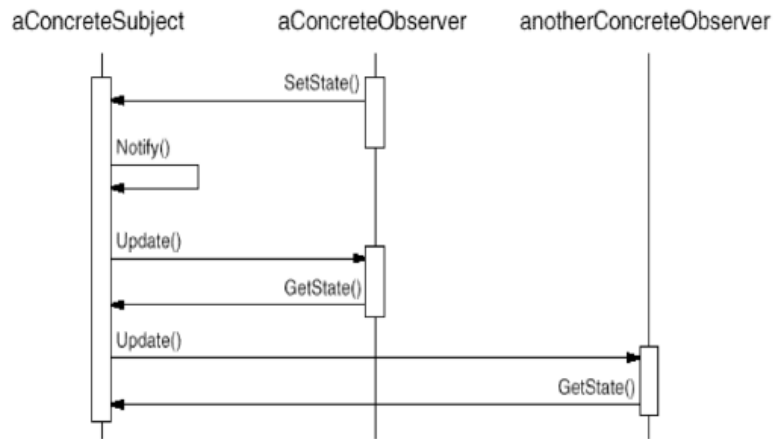 aConcreteSubject aConcreteObserver anotherConcreteObserver
SetState()
Notify()
Update()
GetState()
Update()
GetState()